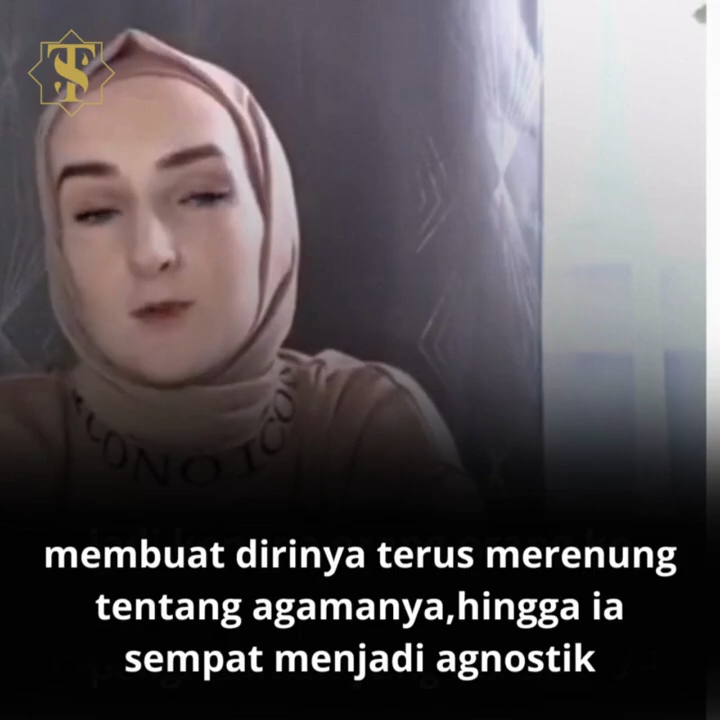 membuat dirinya terus merenung
tentang agamanya,hingga ia
sempat menjadi agnostik